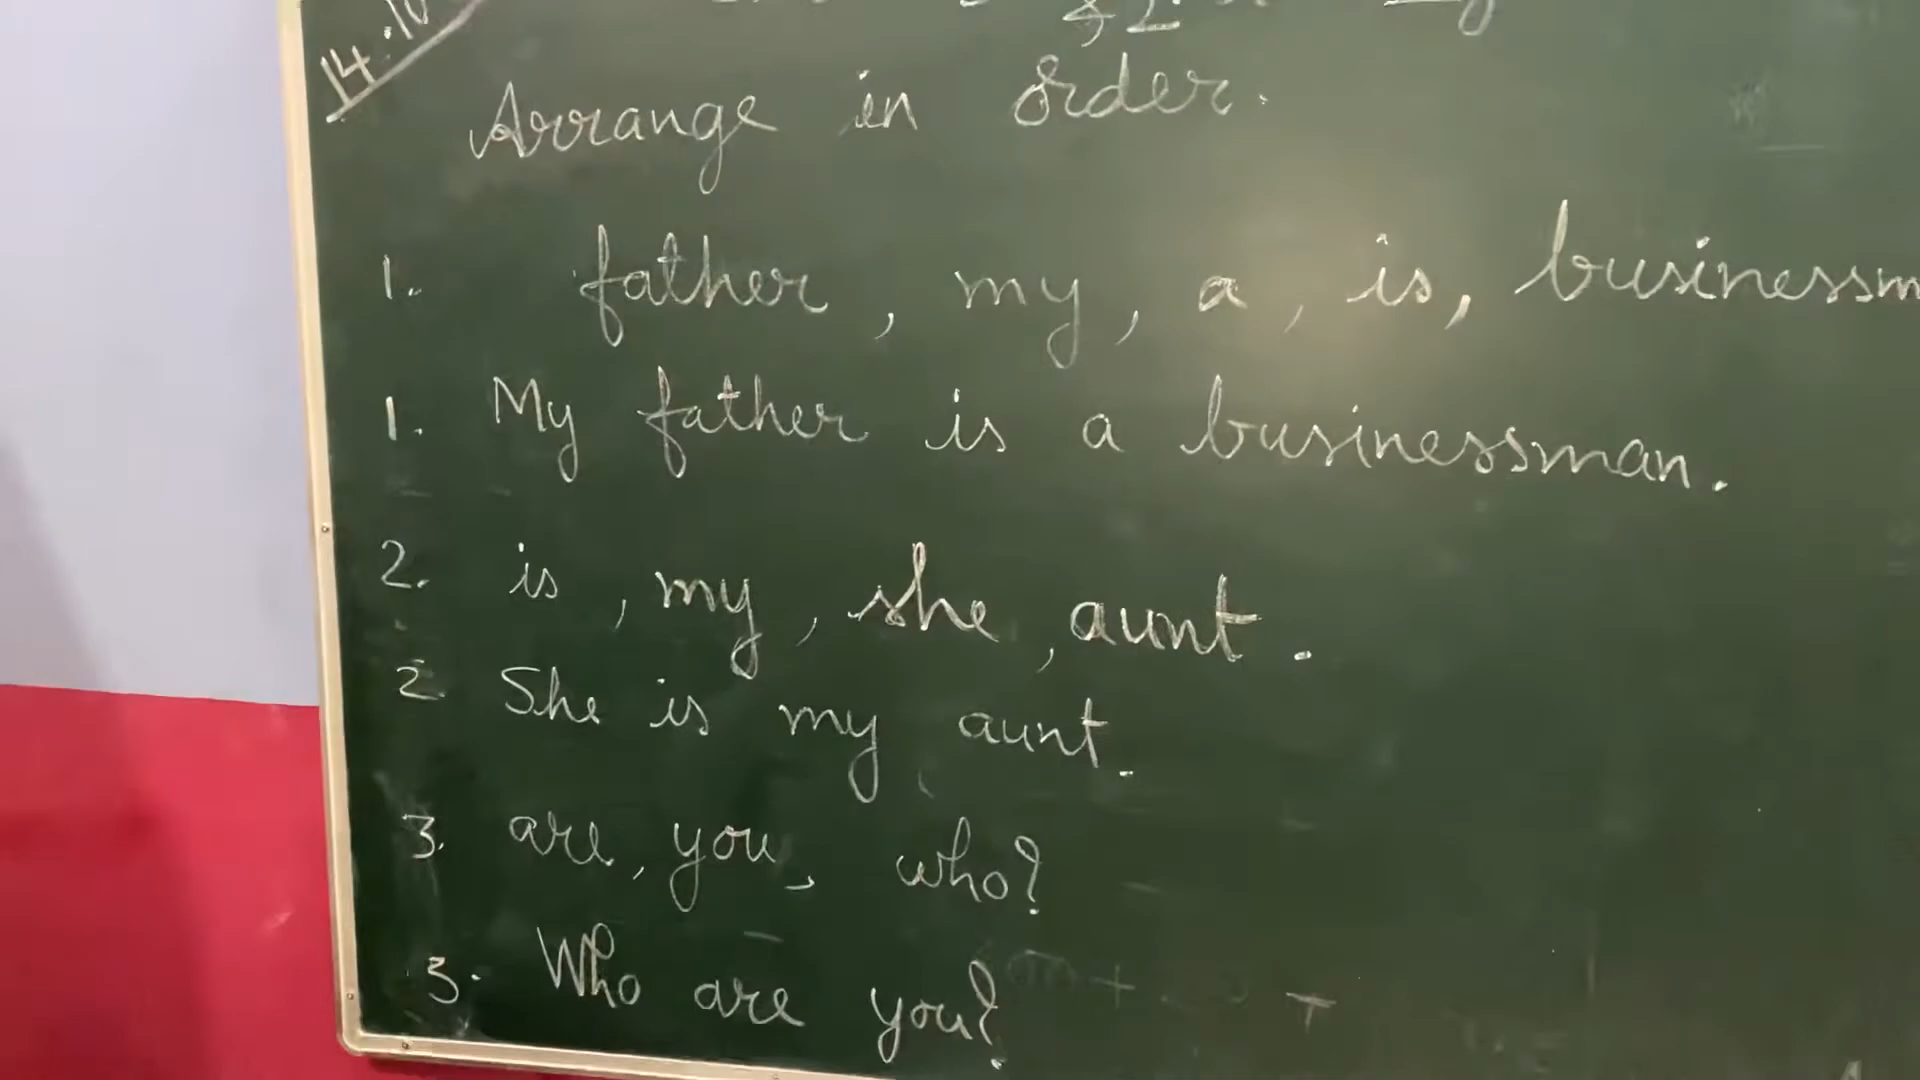 14.10
Arrange in order.
1. father, my, a, is, businessm
1. My father is a businessman.
2. is, my, she, aunt.
2 She is my aunt.
3. are, you, who?
3. Who are you?